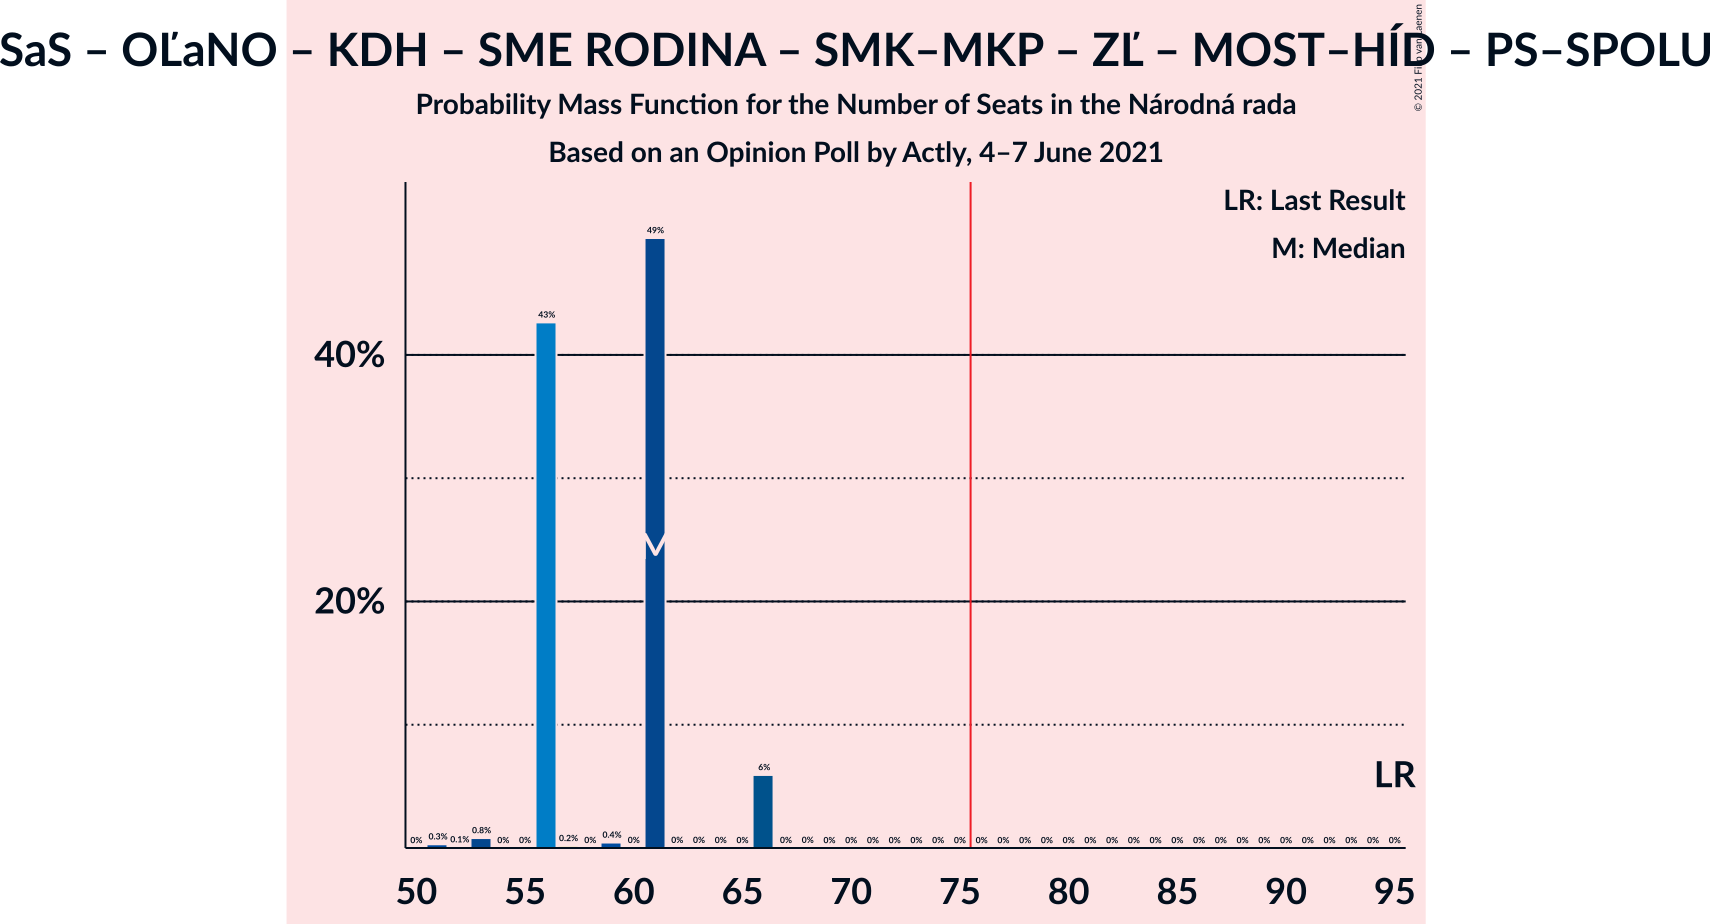 SaS – OĽaNO – KDH – SME RODINA – SMK–MKP – ZĽ – MOST–HÍD – PS–SPOLU
© 2021 Filip van Laenen
Probability Mass Function for the Number of Seats in the Národná rada
Based on an Opinion Poll by Actly, 4–7 June 2021
LR: Last Result
M: Median
49%
43%
40%
M
20%
6%
LR
0% 0.3% 0.1% 0.8% 0% 0% 0.2% 0% 0.4% 0% 0% 0% 0% 0% 0% 0% 0% 0% 0% 0% 0% 0% 0% 0% 0% 0% 0% 0% 0% 0% 0% 0% 0% 0% 0% 0% 0% 0% 0% 0% 0% 0% 0%
50 55 60 65 70 75 80 85 90 95